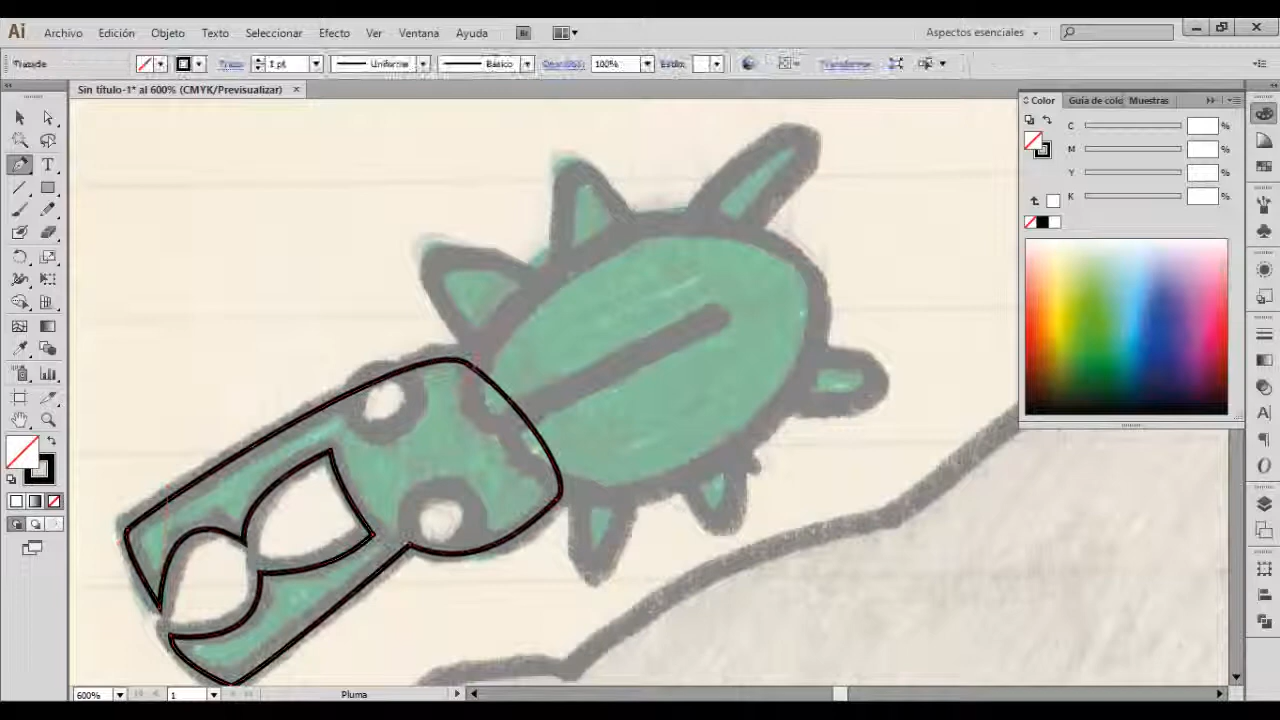 Ai Archivo Edición Objeto Texto Seleccionar Efecto Ver Ventana Ayuda Br Aspectos esenciales
Trazado Trazo: 1 pt Uniforme Básico Opacidad: 100% Estilo: Transformar
Sin título-1* al 600% (CMYK/Previsualizar) ×
Color Guía de colo Muestras
C %
M %
Y %
K %
600% 1 Pluma